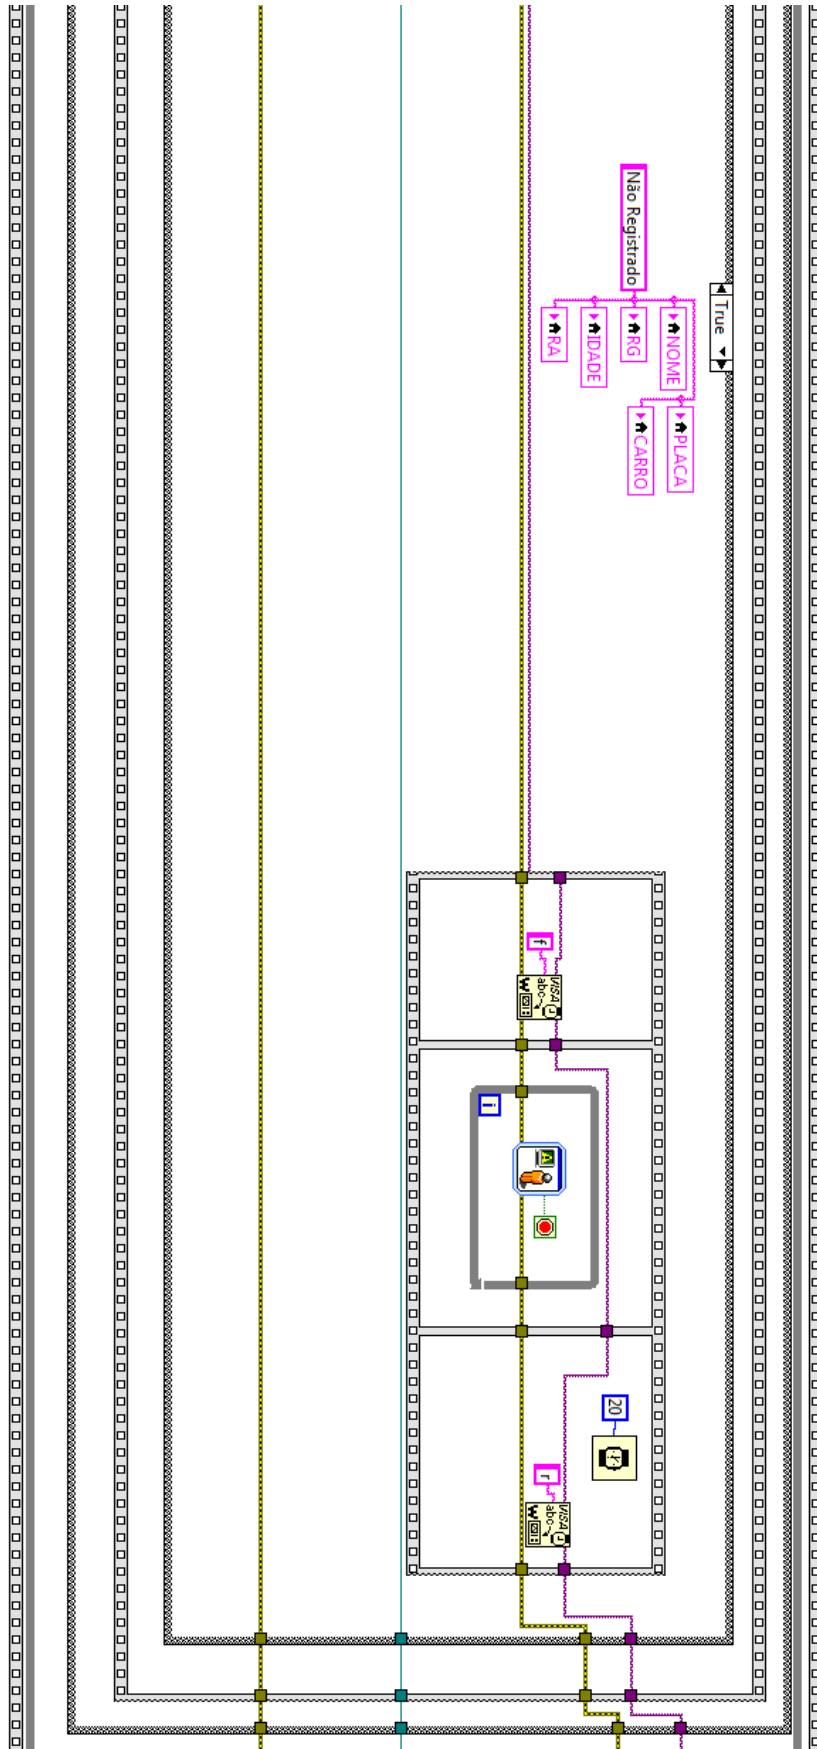 True
Não Registrado
NOME
RG
IDADE
RA
PLACA
CARRO
f
VISA
abc
W
i
20
r
VISA
abc
W